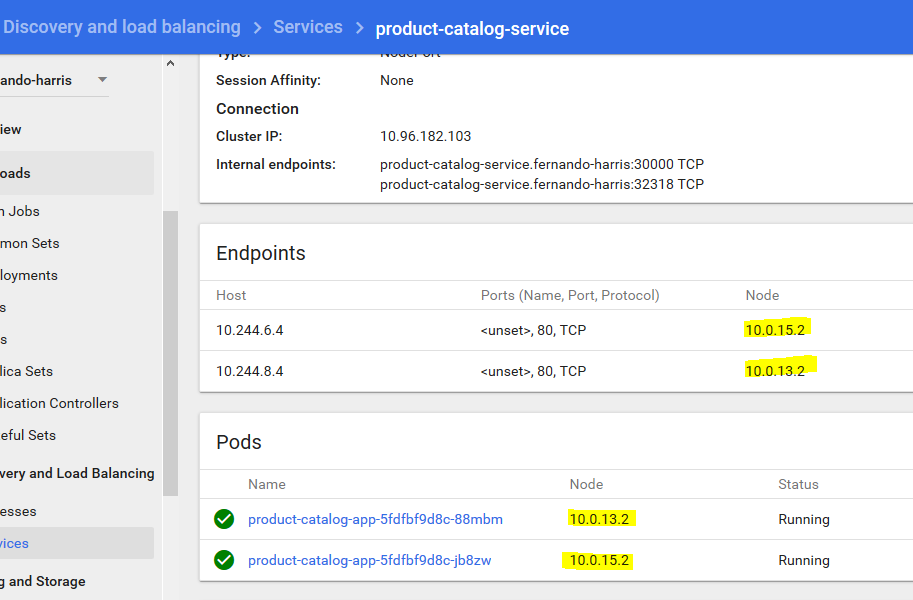 Discovery and load balancing > Services > product-catalog-service
Type: NodePort
ando-harris
Session Affinity: None
Connection
iew
Cluster IP: 10.96.182.103
Internal endpoints: product-catalog-service.fernando-harris:30000 TCP
product-catalog-service.fernando-harris:32318 TCP
oads
n Jobs
mon Sets
loyments
s
s
lica Sets
lication Controllers
eful Sets
very and Load Balancing
esses
vices
g and Storage
Endpoints
Host Ports (Name, Port, Protocol) Node
10.244.6.4 <unset>, 80, TCP 10.0.15.2
10.244.8.4 <unset>, 80, TCP 10.0.13.2
Pods
Name Node Status
product-catalog-app-5fdfbf9d8c-88mbm 10.0.13.2 Running
product-catalog-app-5fdfbf9d8c-jb8zw 10.0.15.2 Running